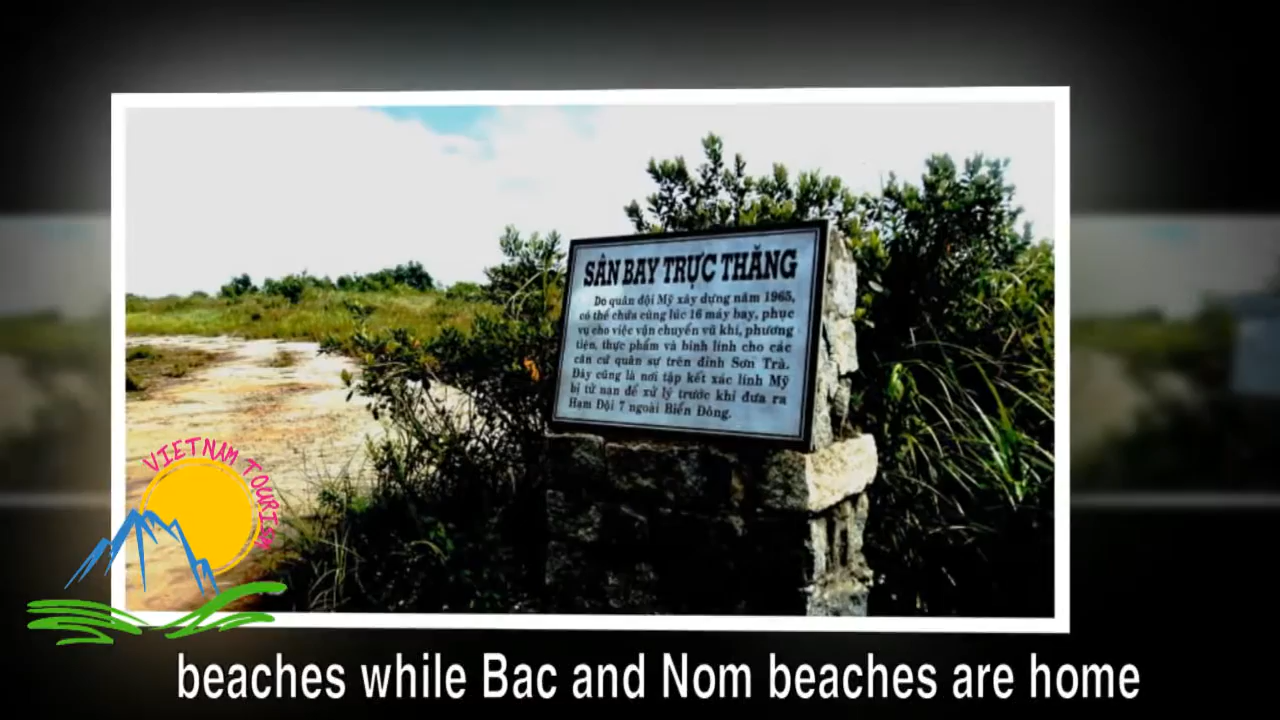 SÂN BAY TRỰC THĂNG
Do quân đội Mỹ xây dựng năm 1965,
có thể chứa cùng lúc 16 máy bay, phục
vụ cho việc vận chuyển vũ khí, phương
tiện, thực phẩm và binh lính cho các
căn cứ quân sự trên đỉnh Sơn Trà.
Đây cũng là nơi tập kết xác lính Mỹ
bị tử nạn để xử lý trước khi đưa ra
Hạm Đội 7 ngoài Biển Đông.
VIETNAM TOURISM
beaches while Bac and Nom beaches are home